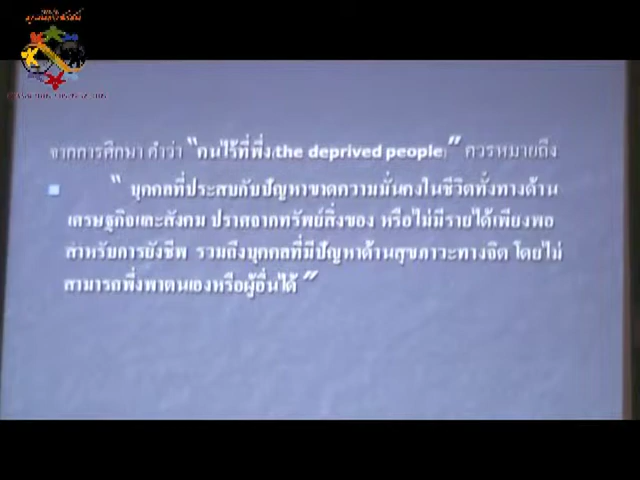 จากการศึกษา คำว่า “คนไร้ที่พึ่ง(the deprived people)” ควรหมายถึง
“ บุคคลที่ประสบกับปัญหาขาดความมั่นคงในชีวิตทั้งทางด้าน
เศรษฐกิจและสังคม ปราศจากทรัพย์สิ่งของ หรือไม่มีรายได้เพียงพอ
สำหรับการยังชีพ รวมถึงบุคคลที่มีปัญหาด้านสุขภาวะทางจิต โดยไม่
สามารถพึ่งพาตนเองหรือผู้อื่นได้ ”